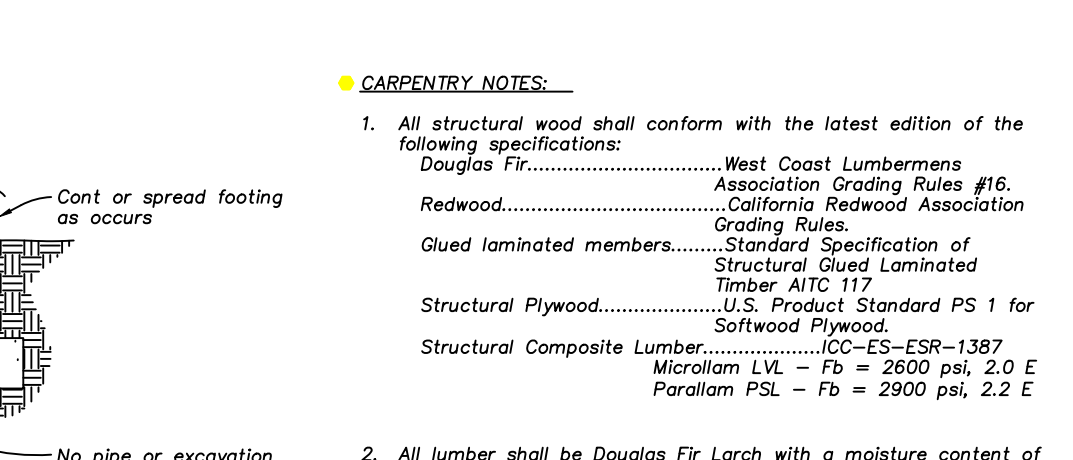 CARPENTRY NOTES:
1. All structural wood shall conform with the latest edition of the
following specifications:
Douglas Fir.................................West Coast Lumbermens
Association Grading Rules #16.
Redwood......................................California Redwood Association
Grading Rules.
Glued laminated members.........Standard Specification of
Structural Glued Laminated
Timber AITC 117
Structural Plywood.....................U.S. Product Standard PS 1 for
Softwood Plywood.
Structural Composite Lumber....................ICC-ES-ESR-1387
Microllam LVL - Fb = 2600 psi, 2.0 E
Parallam PSL - Fb = 2900 psi, 2.2 E
2. All lumber shall be Douglas Fir Larch with a moisture content of
Cont or spread footing
as occurs
No pipe or excavation